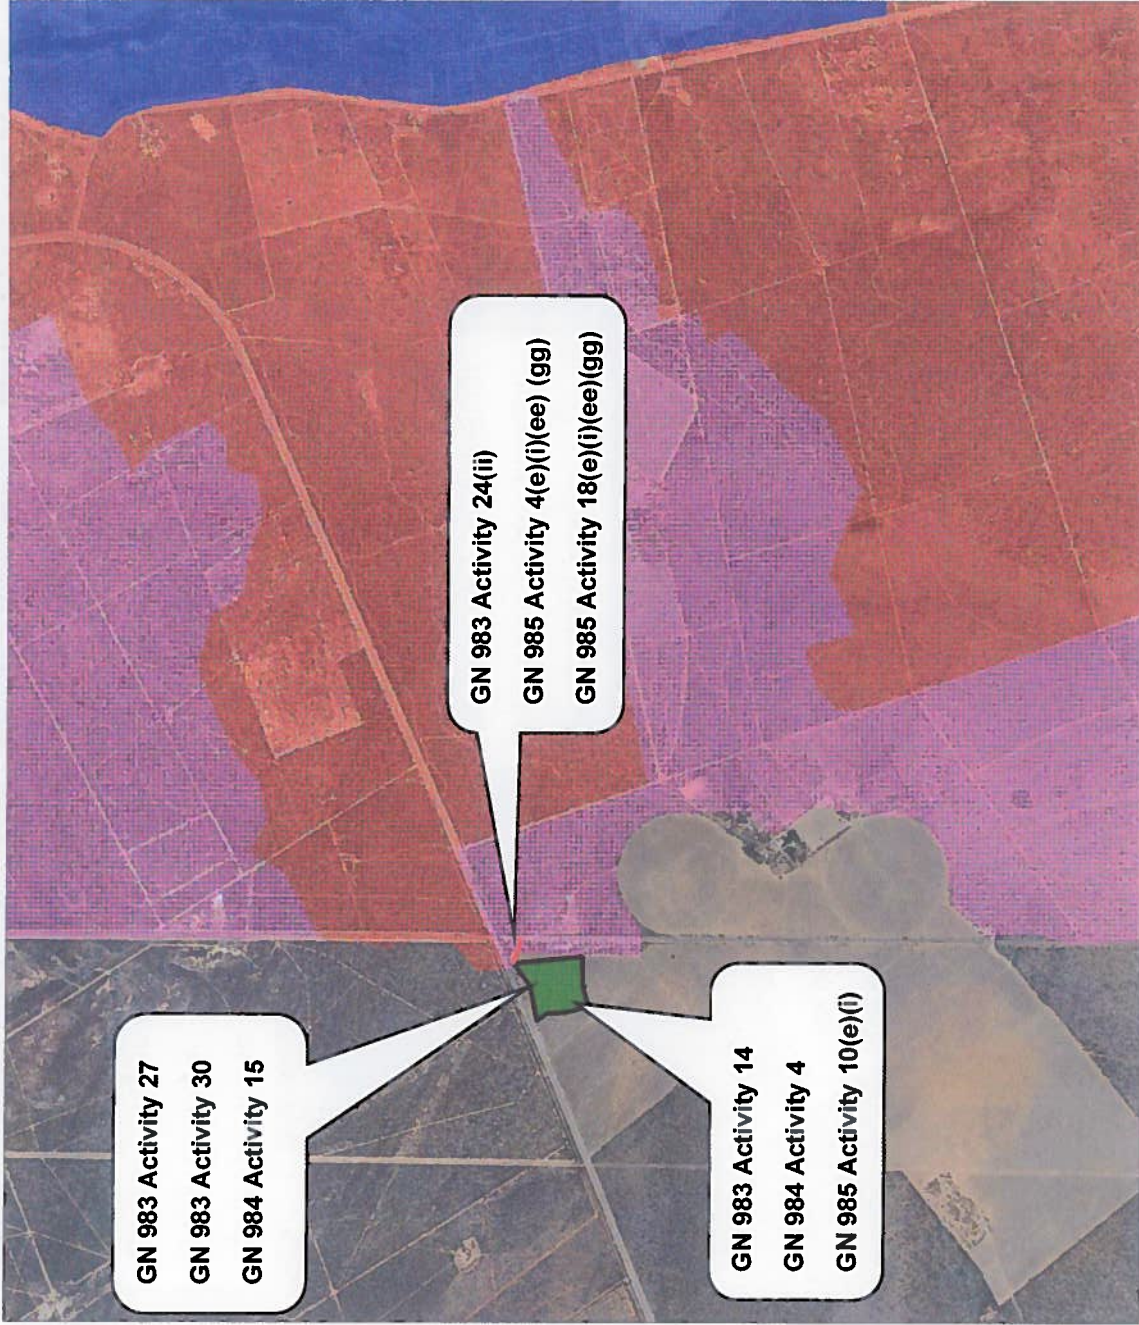 GN 983 Activity 27
GN 983 Activity 30
GN 984 Activity 15
GN 983 Activity 14
GN 984 Activity 4
GN 985 Activity 10(e)(i)
GN 983 Activity 24(ii)
GN 985 Activity 4(e)(i)(ee) (gg)
GN 985 Activity 18(e)(i)(ee)(gg)